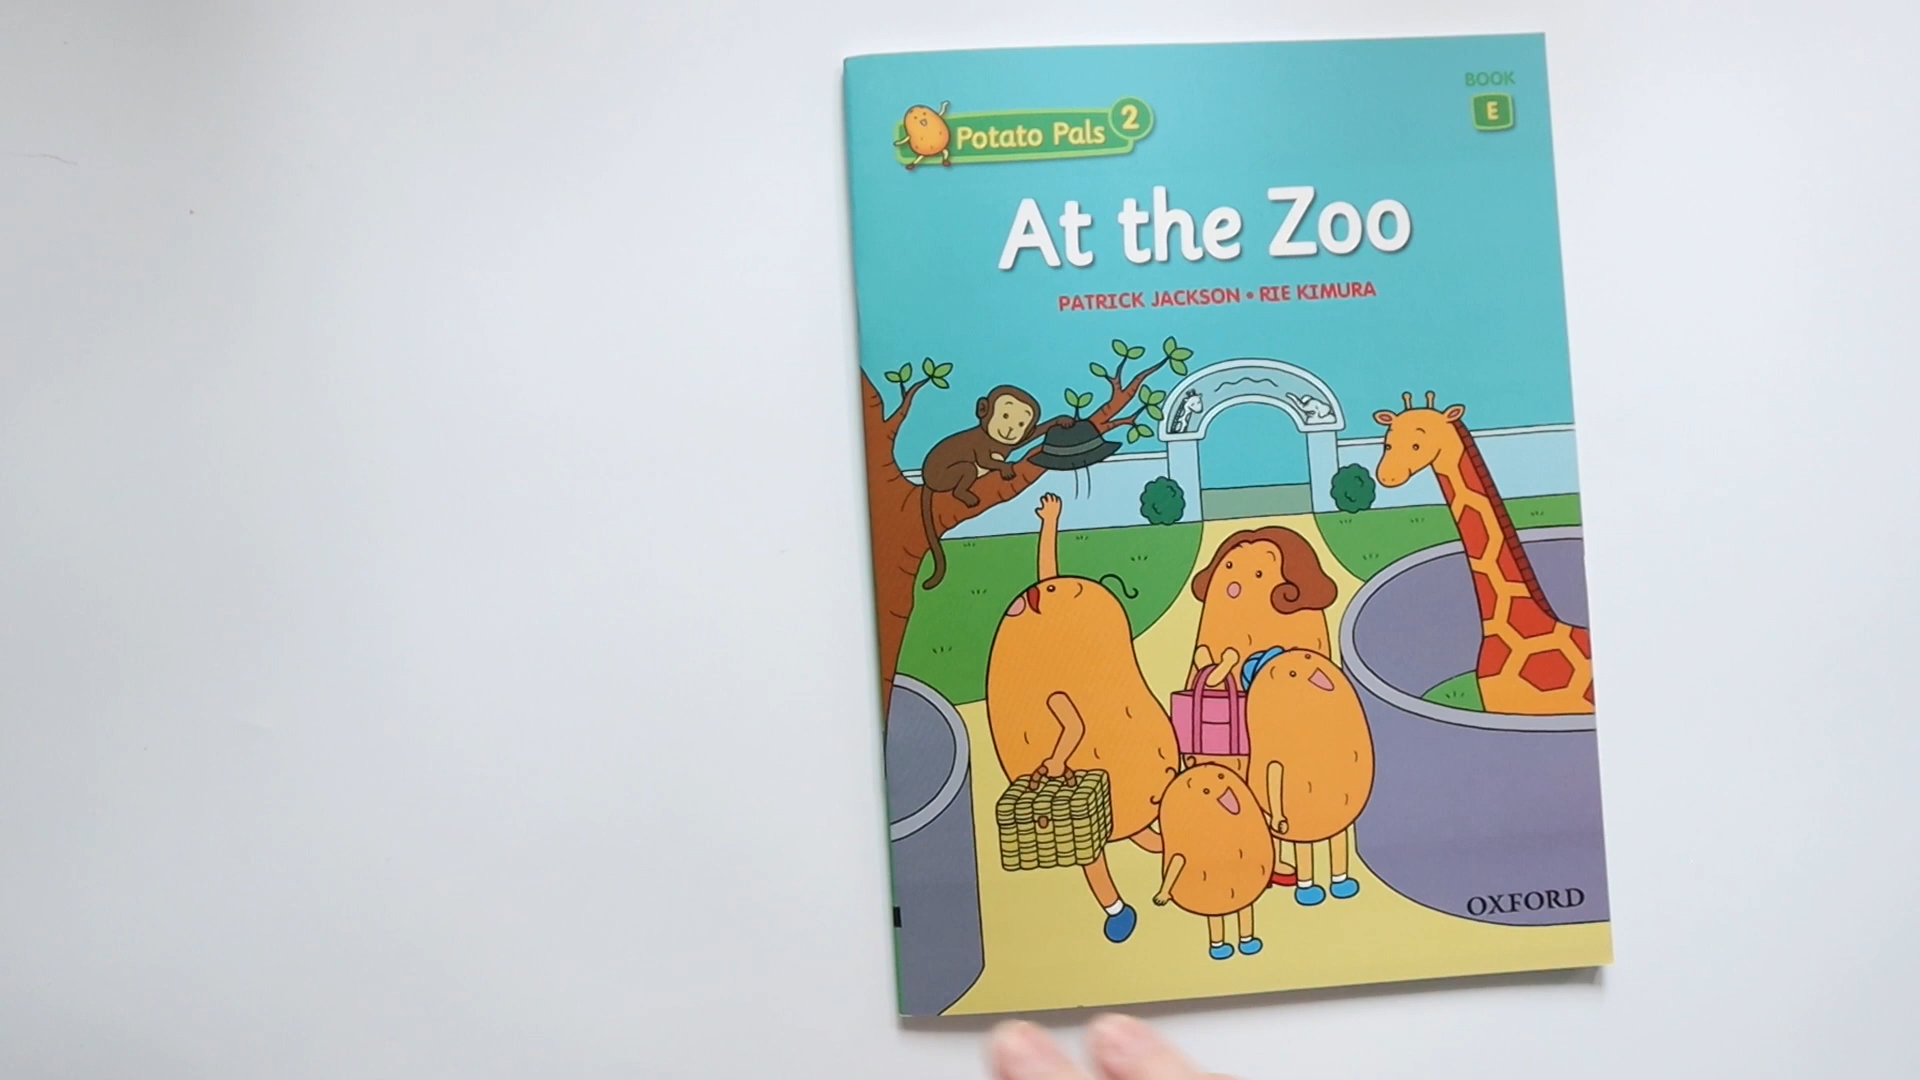 BOOK
E
Potato Pals 2
At the Zoo
PATRICK JACKSON • RIE KIMURA
OXFORD